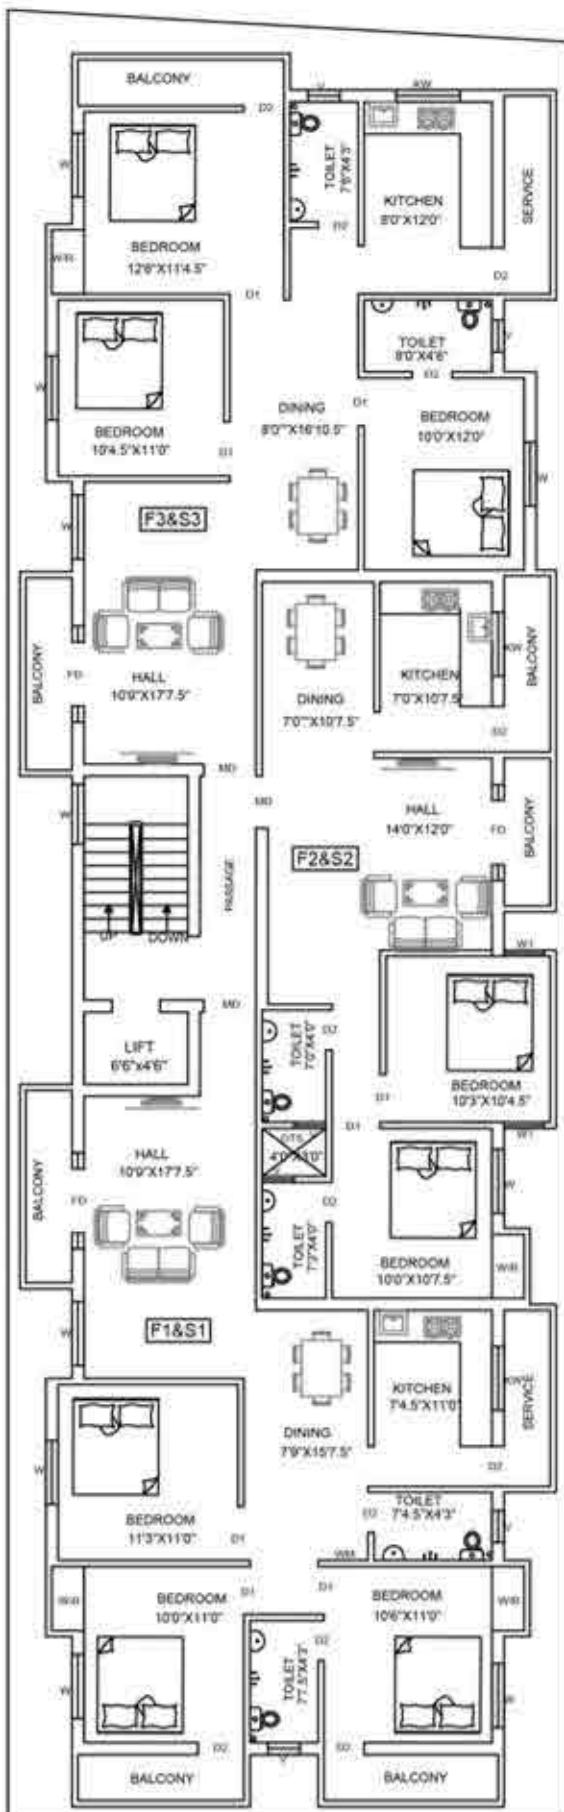 BALCONY
V
KW
D2
W
TOILET
7'6"X4'3"
KITCHEN
8'0"X12'0"
SERVICE
BEDROOM
12'6"X11'4.5"
W/R
D2
D2
D1
TOILET
8'0"X4'6"
V
D2
W
BEDROOM
10'4.5"X11'0"
DINING
8'0"X16'10.5"
D1
BEDROOM
10'0"X12'0"
D1
W
F3&S3
W
BALCONY
FD
HALL
10'9"X17'7.5"
DINING
7'0"X10'7.5"
KITCHEN
7'0"X10'7.5"
KW
BALCONY
D2
MD
MD
W
HALL
14'0"X12'0"
FD
BALCONY
F2&S2
PASSAGE
UP
DOWN
W1
MD
LIFT
6'6"x4'6"
TOILET
7'0"X4'0"
D2
BEDROOM
10'3"X10'4.5"
D1
D1
W1
OTS
4'0"X3'0"
HALL
10'9"X17'7.5"
BALCONY
FD
TOILET
7'3"X4'0"
D2
W
BEDROOM
10'0"X10'7.5"
W/R
F1&S1
W
KITCHEN
7'4.5"X11'0"
KW
SERVICE
DINING
7'9"X15'7.5"
D2
W
TOILET
7'4.5"X4'3"
D2
V
BEDROOM
11'3"X11'0"
D1
WM
W/R
BEDROOM
10'0"X11'0"
D1
D1
BEDROOM
10'6"X11'0"
W/R
D2
TOILET
7'7.5"X4'3"
W
W
D2
V
D2
BALCONY
BALCONY